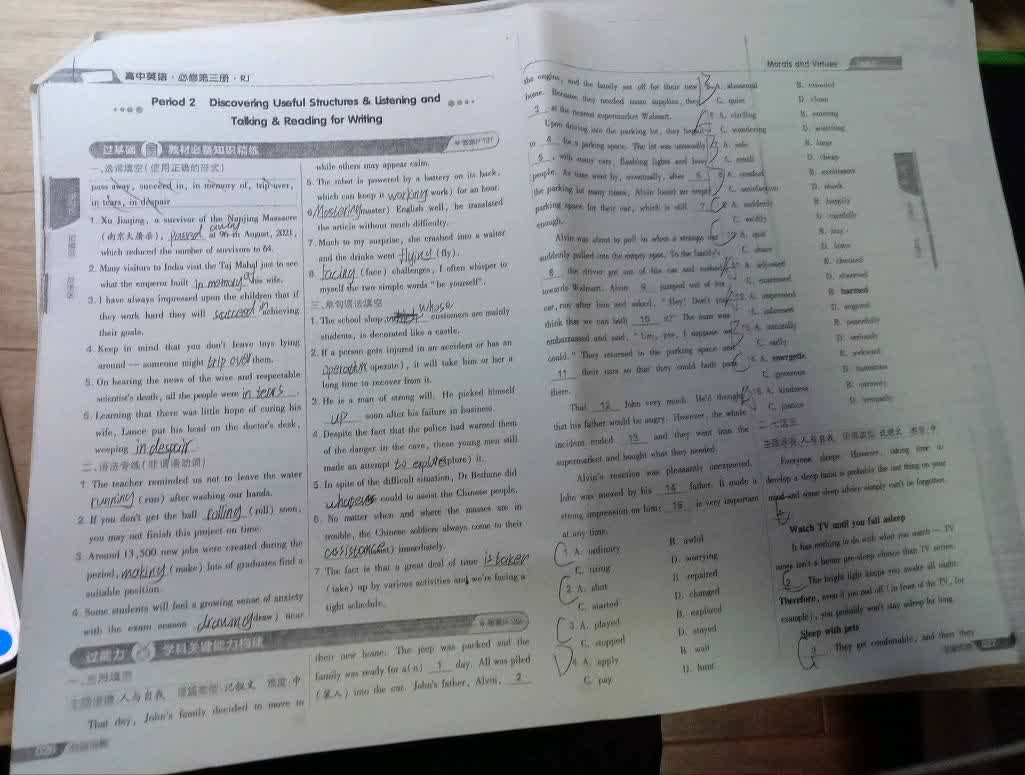 高中英语·必修第三册·RJ
Period 2 Discovering Useful Structures & Listening and
Talking & Reading for Writing
过基础 教材必备知识精练
一、选词填空(使用正确的形式)
pass away, succeed in, in memory of, trip over,
in tears, in despair
1. Xu Jiaqing, a survivor of the Nanjing Massacre
(南京大屠杀), passed away at 96 in August, 2021,
which reduced the number of survivors to 64.
2. Many visitors to India visit the Taj Mahal just to see
what the emperor built in memory of his wife.
3. I have always impressed upon the children that if
they work hard they will succeed in achieving
their goals.
4. Keep in mind that you don't leave toys lying
around — someone might trip over them.
5. On hearing the news of the wise and respectable
scientist's death, all the people were in tears.
6. Learning that there was little hope of curing his
wife, Lance put his head on the doctor's desk,
weeping in despair
二、语法专练(非谓语动词)
1. The teacher reminded us not to leave the water
running (run) after washing our hands.
2. If you don't get the ball rolling (roll) soon,
you may not finish this project on time.
3. Around 13,500 new jobs were created during the
period, making (make) lots of graduates find a
suitable position.
4. Some students will feel a growing sense of anxiety
with the exam season drawing (draw) near
while others may appear calm.
5. The robot is powered by a battery on its back,
which can keep it working (work) for an hour.
6. Mastering (master) English well, he translated
the article without much difficulty.
7. Much to my surprise, she crashed into a waiter
and the drinks went flying (fly).
8. Facing (face) challenges, I often whisper to
myself the two simple words "be yourself".
三、单句语法填空
1. The school shop, whose customers are mainly
students, is decorated like a castle.
2. If a person gets injured in an accident or has an
operation (operate), it will take him or her a
long time to recover from it.
3. He is a man of strong will. He picked himself
up soon after his failure in business.
4. Despite the fact that the police had warned them
of the danger in the cave, these young men still
made an attempt to explore (explore) it.
5. In spite of the difficult situation, Dr Bethune did
could to assist the Chinese people.
6. No matter when and where the masses are in
trouble, the Chinese soldiers always come to their
immediately.
7. The fact is that a great deal of time is taken
(take) up by various activities and we're facing a
tight schedule.
过能力 学科关键能力构建
一、完形填空
人与自我 记叙文 中
That day, John's family decided to move to
their new house. The jeep was packed and the
family was ready for a(n) 1 day. All was piled
(装入) into the car. John's father, Alvin, 2
Morals and Virtues
the engine, and the family set off for their new
home. Because they needed some supplies, they
3 at the nearest supermarket Walmart.
Upon driving into the parking lot, they began
to 4 for a parking space. The lot was unusually
5, with many cars, flashing lights and busy
people. As time went by, eventually, after 6
the parking lot many times, Alvin found an empty
parking space for their car, which is still 7
enough.
Alvin was about to pull in when a strange car
suddenly pulled into the empty spot. To the family's
8, the driver got out of his car and rushed
towards Walmart. Alvin 9 jumped out of his
car, ran after him and asked, "Hey! Don't you
think that we can both 10 it?" The man was
embarrassed and said, "Um, yes, I suppose we
could." They returned to the parking space and
11 their cars so that they could both park
there.
That 12 John very much. He'd thought
that his father would be angry. However, the whole
incident ended 13 and they went into the
supermarket and bought what they needed.
Alvin's reaction was pleasantly unexpected.
John was moved by his 14 father. It made a
strong impression on him: 15 is very important
at any time.
1. A. ordinary B. awful
C. tiring D. worrying
2. A. shut B. repaired
C. started D. changed
3. A. played B. explored
C. stopped D. stayed
4. A. apply B. wait
C. pay D. hunt
5. A. abnormal B. crowded
C. quiet D. clean
6. A. circling B. entering
C. wandering D. watching
7. A. safe B. large
C. small D. cheap
8. A. comfort
C. satisfaction D. shock
9. A. suddenly B. happily
C. D. carefully
10. A. quit B. buy
C. share D. leave
B. cheated
D. observed
12. A. impressed B. harmed
C. informed D. inspired
B. peacefully
C. sadly D. seriously
14. A. energetic B. awkward
C. generous D. humorous
15. A. kindness B. curiosity
C. justice D. sympathy
二、七选五
人与自我 说明文 中
Everyone sleeps. However, taking time to
develop a sleep habit is probably the last thing on your
mind and some sleep advice simply can't be forgotten.
1
Watch TV until you fall asleep
It has nothing to do with what you watch — TV
news isn't a better pre-sleep choice than TV series.
2 The bright light keeps you awake all night.
Therefore, even if you nod off (in front of the TV, for
example), you probably won't stay asleep for long.
Sleep with pets
3 They get comfortable, and then they